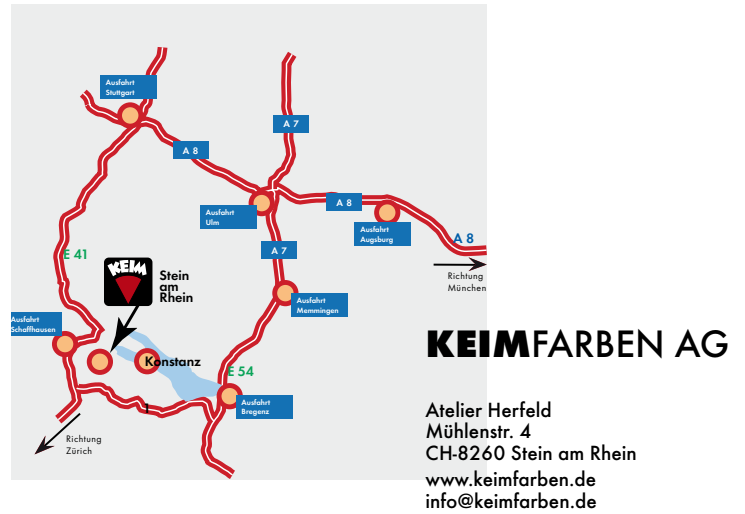 Ausfahrt
Stuttgart
A 7
A 8
A 8
Ausfahrt
Ulm
Ausfahrt
Augsburg
A 8
E 41
A 7
KEIM
Stein
am
Rhein
Richtung
München
Ausfahrt
Memmingen
Ausfahrt
Schaffhausen
Konstanz
E 54
1
Ausfahrt
Bregenz
Richtung
Zürich
KEIMFARBEN AG
Atelier Herfeld
Mühlenstr. 4
CH-8260 Stein am Rhein
www.keimfarben.de
info@keimfarben.de